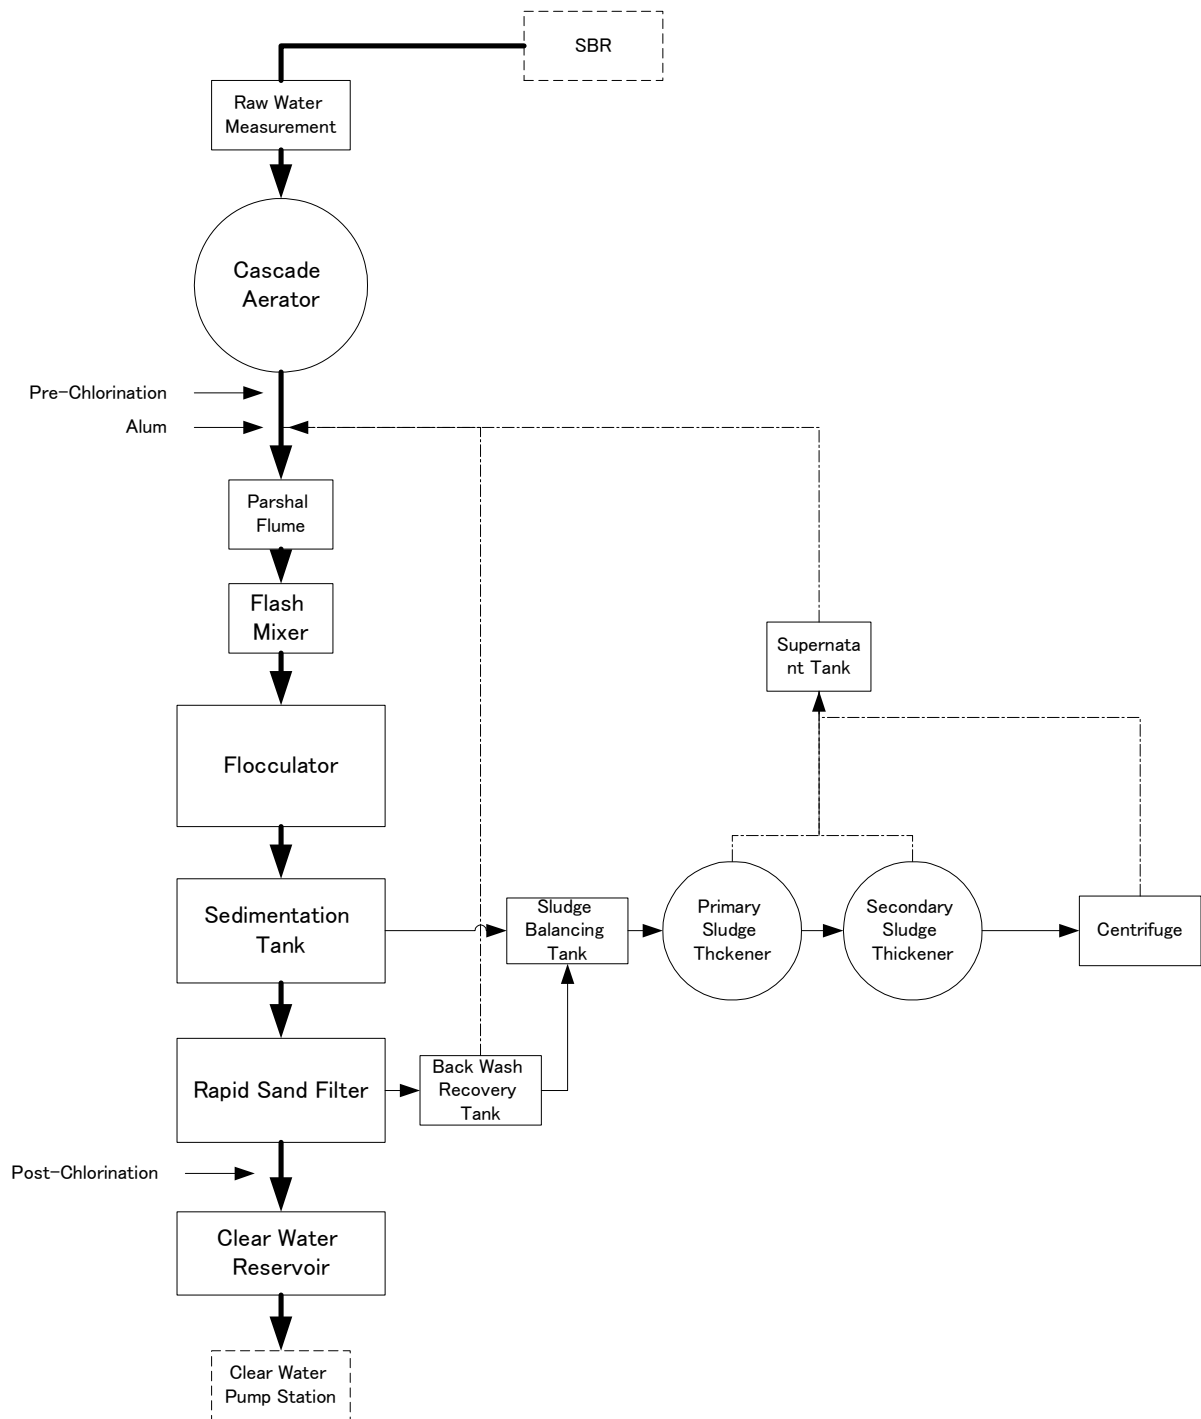 SBR
Raw Water
Measurement
Cascade
Aerator
Pre-Chlorination
Alum
Parshal
Flume
Flash
Mixer
Supernata
nt Tank
Flocculator
Sedimentation
Tank
Sludge
Balancing
Tank
Primary
Sludge
Thckener
Secondary
Sludge
Thickener
Centrifuge
Rapid Sand Filter
Back Wash
Recovery
Tank
Post-Chlorination
Clear Water
Reservoir
Clear Water
Pump Station